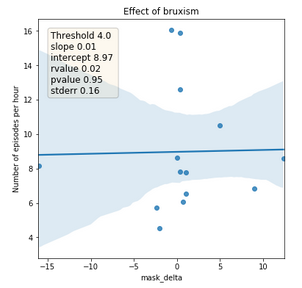 Effect of bruxism
Threshold 4.0
slope 0.01
intercept 8.97
rvalue 0.02
pvalue 0.95
stderr 0.16
Number of episodes per hour
16
14
12
10
8
6
4
−15
−10
−5
0
5
10
mask_delta